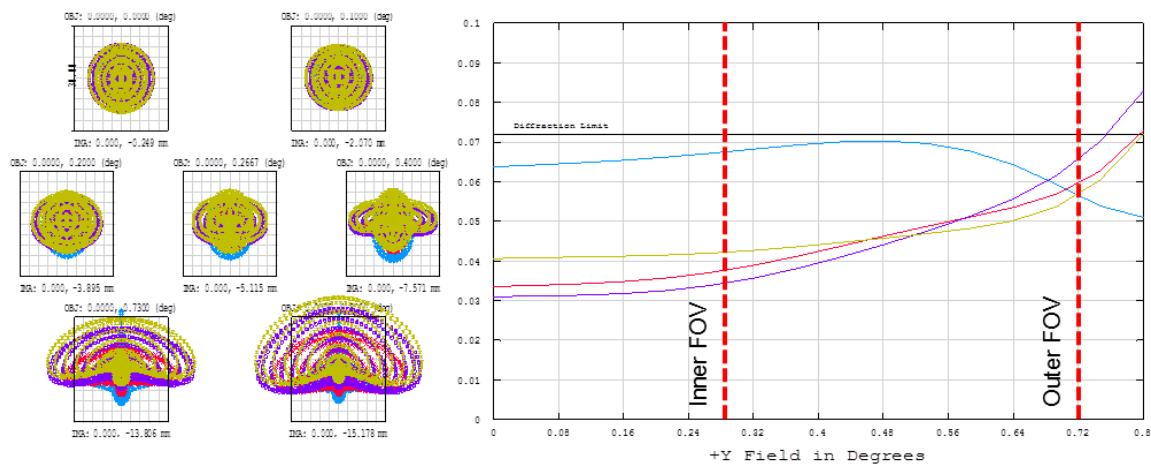 OBJ: 0.0000, 0.0000 (deg)
OBJ: 0.0000, 0.1000 (deg)
IMA: 0.000, -0.249 mm
IMA: 0.000, -2.070 mm
OBJ: 0.0000, 0.2000 (deg)
OBJ: 0.0000, 0.2667 (deg)
OBJ: 0.0000, 0.4000 (deg)
IMA: 0.000, -3.895 mm
IMA: 0.000, -5.115 mm
IMA: 0.000, -7.571 mm
OBJ: 0.0000, 0.7300 (deg)
(deg)
IMA: 0.000, -13.806 mm
IMA: 0.000, -15.178 mm
0.1
0.09
0.08
0.07
0.06
0.05
0.04
0.03
0.02
0.01
0
Diffraction Limit
Inner FOV
Outer FOV
0
0.08
0.16
0.24
0.32
0.4
0.48
0.56
0.64
0.72
0.8
+Y Field in Degrees